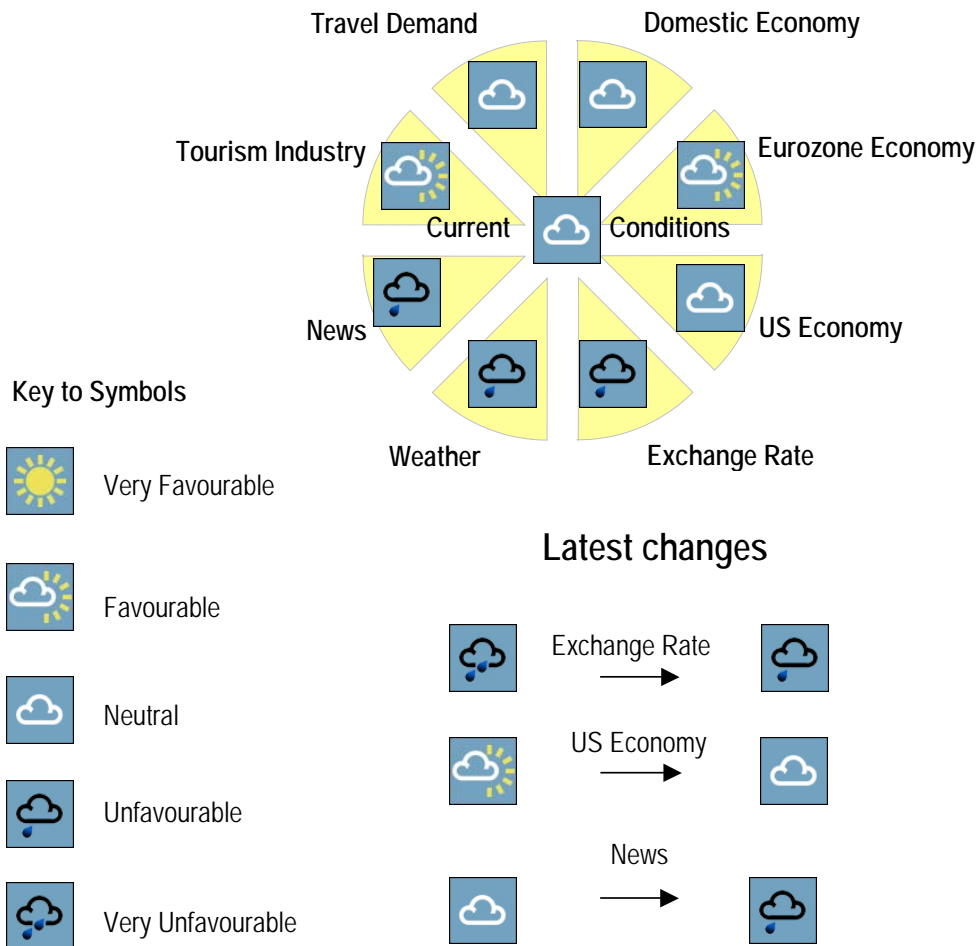 Travel Demand
Domestic Economy
Tourism Industry
Eurozone Economy
Current Conditions
News
US Economy
Weather
Exchange Rate
Key to Symbols
Very Favourable
Favourable
Neutral
Unfavourable
Very Unfavourable
Latest changes
Exchange Rate
US Economy
News